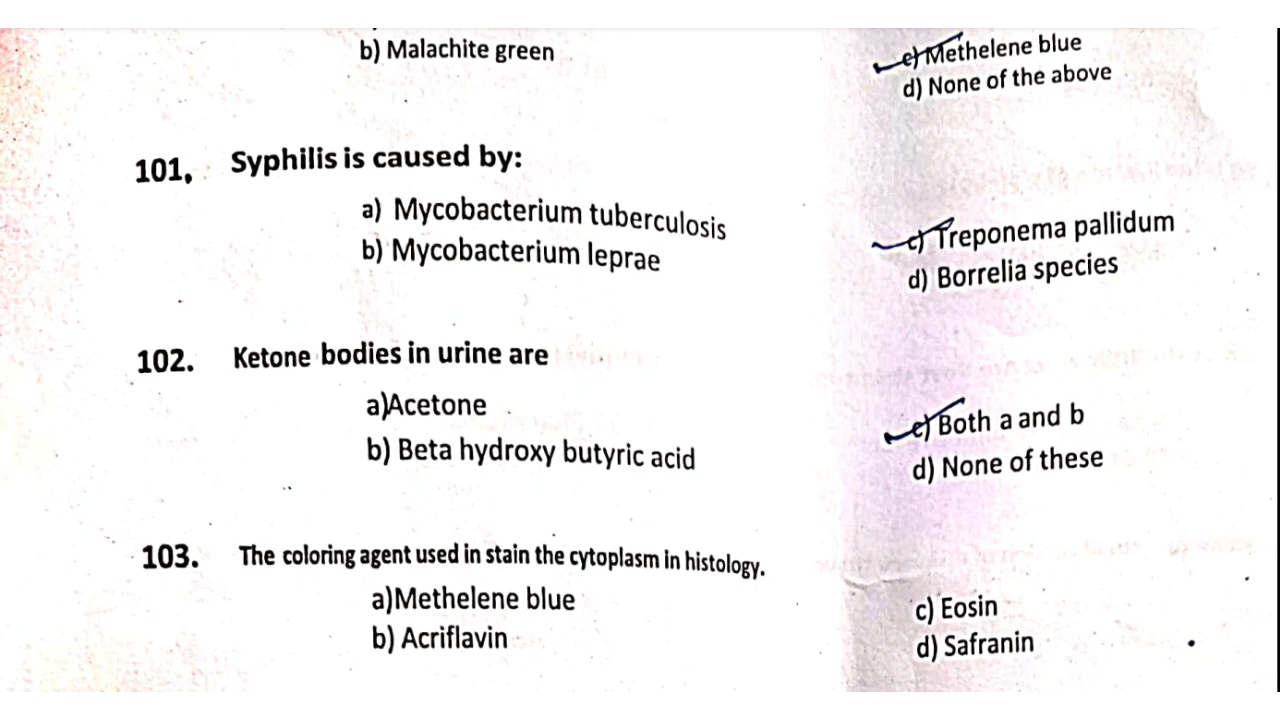 b) Malachite green
c) Methelene blue
d) None of the above
101. Syphilis is caused by:
a) Mycobacterium tuberculosis
b) Mycobacterium leprae
c) Treponema pallidum
d) Borrelia species
102. Ketone bodies in urine are
a)Acetone
b) Beta hydroxy butyric acid
c) Both a and b
d) None of these
103. The coloring agent used in stain the cytoplasm in histology.
a)Methelene blue
b) Acriflavin
c) Eosin
d) Safranin